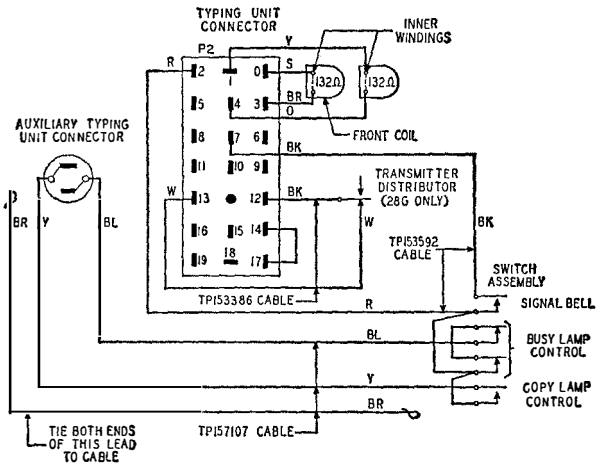 TYPING UNIT
CONNECTOR
P2
R
2
1
0
Y
S
INNER
WINDINGS
132Ω
132Ω
5
4
3
BR
O
FRONT COIL
AUXILIARY TYPING
UNIT CONNECTOR
8
7
6
BK
11
10
9
TRANSMITTER
DISTRIBUTOR
(28G ONLY)
W
13
12
BK
W
BR
Y
BL
16
15
14
BK
TP153592
CABLE
19
18
17
SWITCH
ASSEMBLY
TP153386 CABLE
R
SIGNAL BELL
BL
BUSY LAMP
CONTROL
Y
COPY LAMP
CONTROL
BR
TIE BOTH ENDS
OF THIS LEAD
TO CABLE
TP157107 CABLE